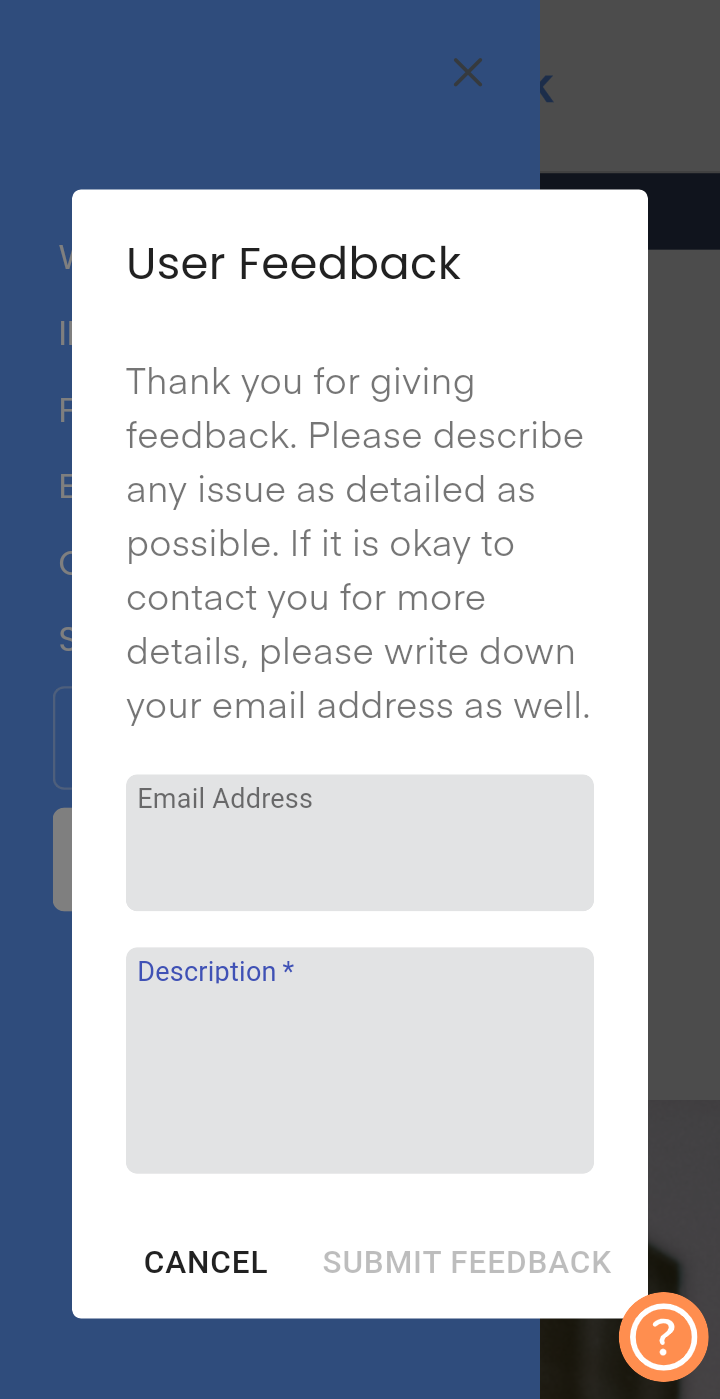 User Feedback
Thank you for giving
feedback. Please describe
any issue as detailed as
possible. If it is okay to
contact you for more
details, please write down
your email address as well.
Email Address
Description *
CANCEL SUBMIT FEEDBACK
?